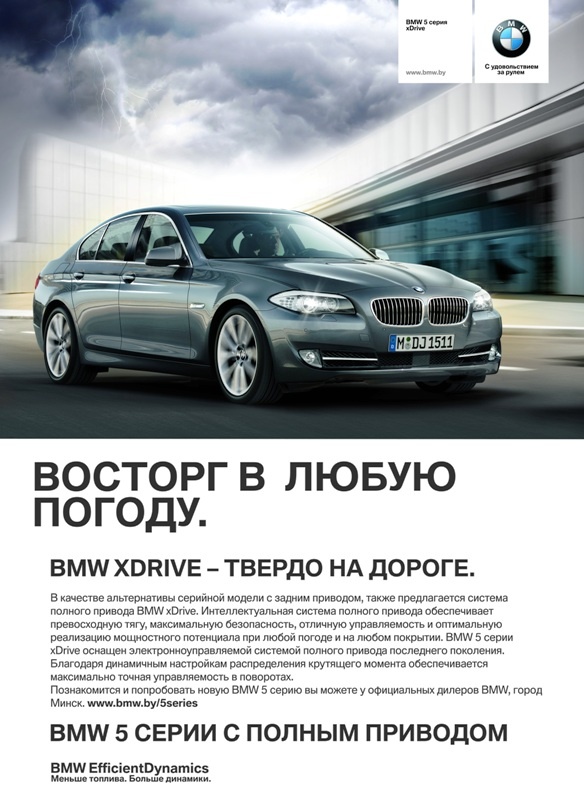 BMW 5 серия
xDrive
www.bmw.by
BMW
С удовольствием
за рулем
M DJ 1511
ВОСТОРГ В ЛЮБУЮ
ПОГОДУ.
BMW XDRIVE – ТВЕРДО НА ДОРОГЕ.
В качестве альтернативы серийной модели с задним приводом, также предлагается система
полного привода BMW xDrive. Интеллектуальная система полного привода обеспечивает
превосходную тягу, максимальную безопасность, отличную управляемость и оптимальную
реализацию мощностного потенциала при любой погоде и на любом покрытии. BMW 5 серии
xDrive оснащен электронноуправляемой системой полного привода последнего поколения.
Благодаря динамичным настройкам распределения крутящего момента обеспечивается
максимально точная управляемость в поворотах.
Познакомится и попробовать новую BMW 5 серию вы можете у официальных дилеров BMW, город
Минск. www.bmw.by/5series
BMW 5 СЕРИИ С ПОЛНЫМ ПРИВОДОМ
BMW EfficientDynamics
Меньше топлива. Больше динамики.